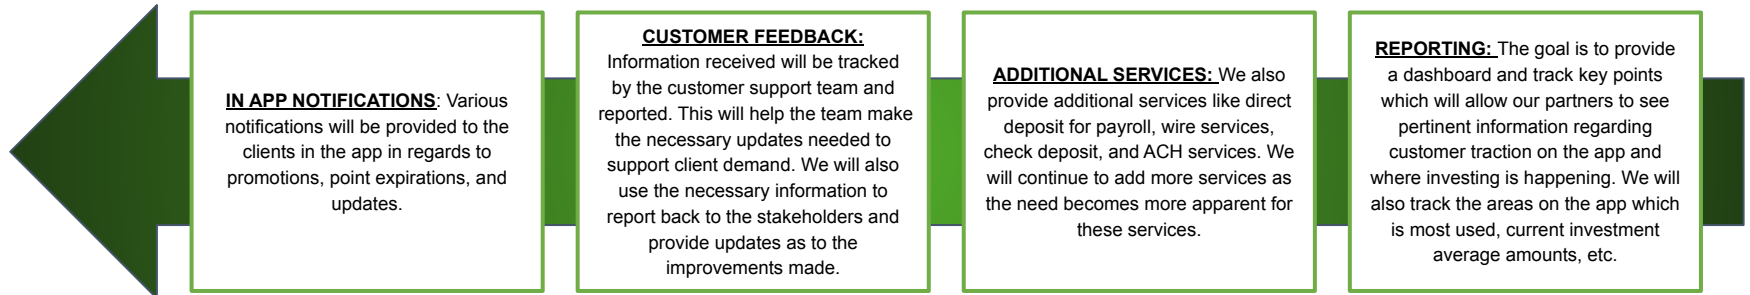 IN APP NOTIFICATIONS: Various
notifications will be provided to the
clients in the app in regards to
promotions, point expirations, and
updates.
CUSTOMER FEEDBACK:
Information received will be tracked
by the customer support team and
reported. This will help the team make
the necessary updates needed to
support client demand. We will also
use the necessary information to
report back to the stakeholders and
provide updates as to the
improvements made.
ADDITIONAL SERVICES: We also
provide additional services like direct
deposit for payroll, wire services,
check deposit, and ACH services. We
will continue to add more services as
the need becomes more apparent for
these services.
REPORTING: The goal is to provide
a dashboard and track key points
which will allow our partners to see
pertinent information regarding
customer traction on the app and
where investing is happening. We will
also track the areas on the app which
is most used, current investment
average amounts, etc.